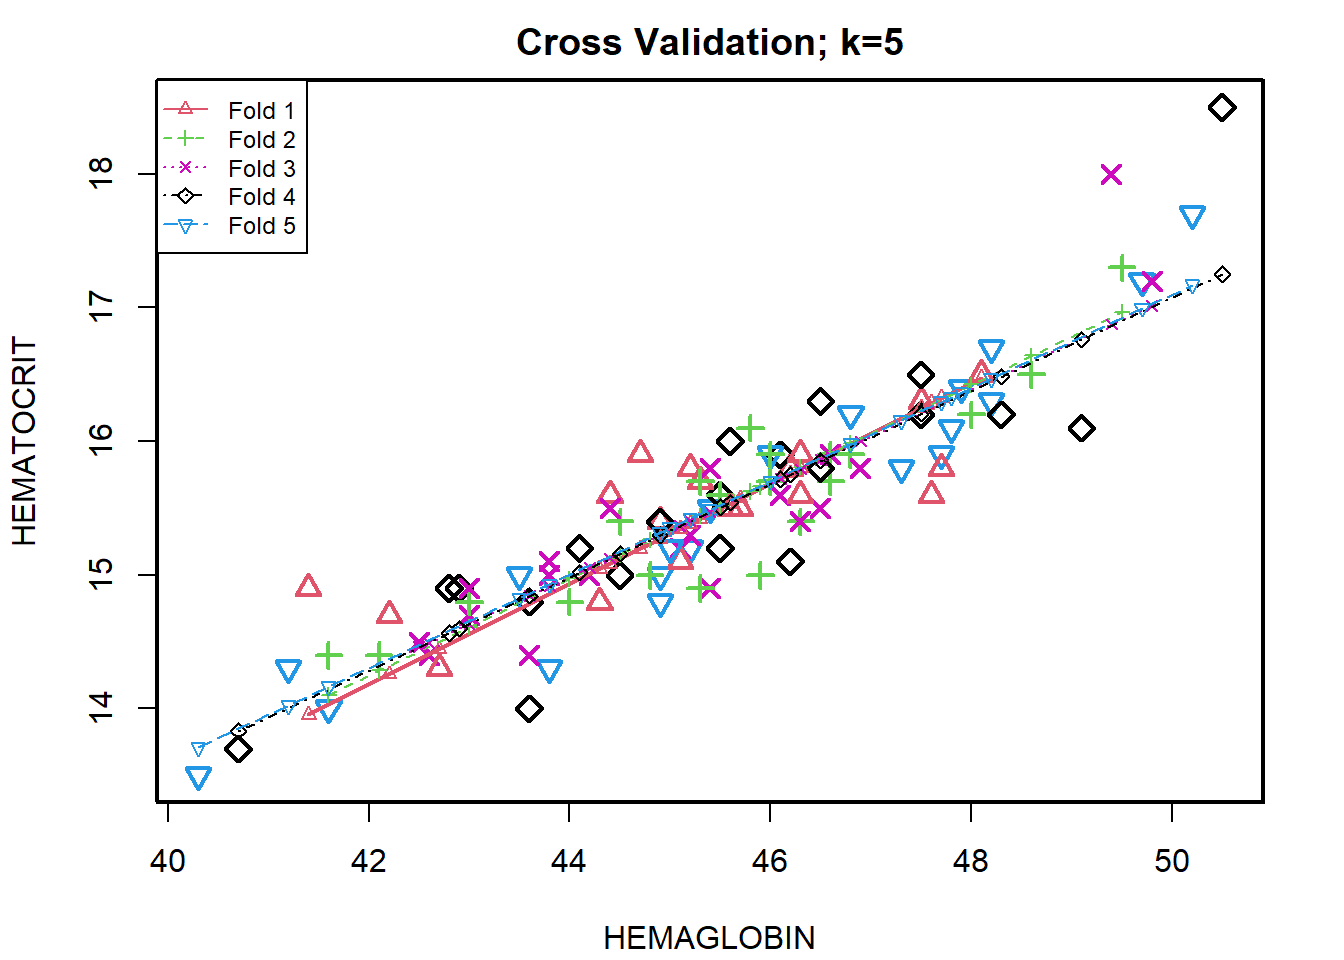 Cross Validation; k=5
Fold 1
Fold 2
Fold 3
Fold 4
Fold 5
HEMATOCRIT
18
17
16
15
14
40 42 44 46 48 50
HEMAGLOBIN